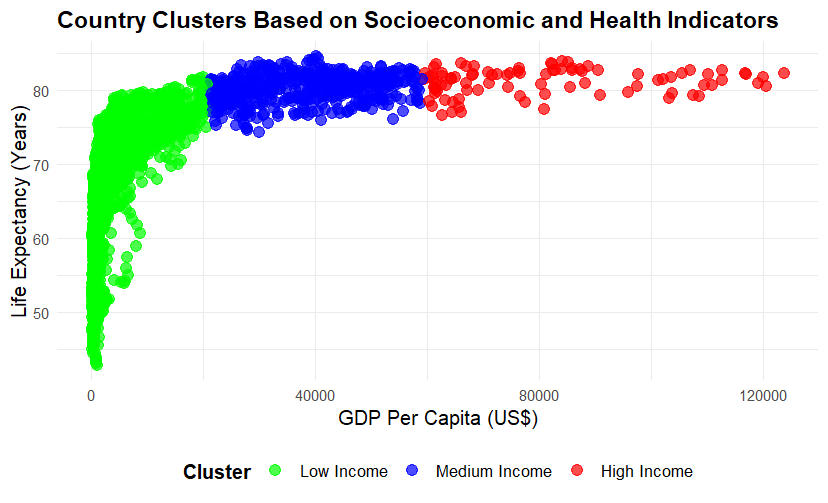 Country Clusters Based on Socioeconomic and Health Indicators
Life Expectancy (Years)
80
70
60
50
0 40000 80000 120000
GDP Per Capita (US$)
Cluster Low Income Medium Income High Income